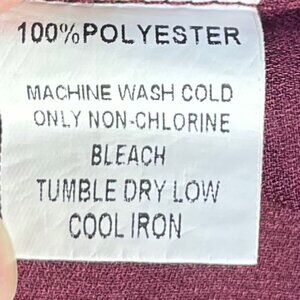 100%POLYESTER
MACHINE WASH COLD
ONLY NON-CHLORINE
BLEACH
TUMBLE DRY LOW
COOL IRON